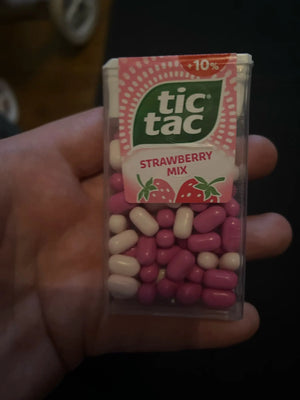 +10%
tic
tac
STRAWBERRY
MIX